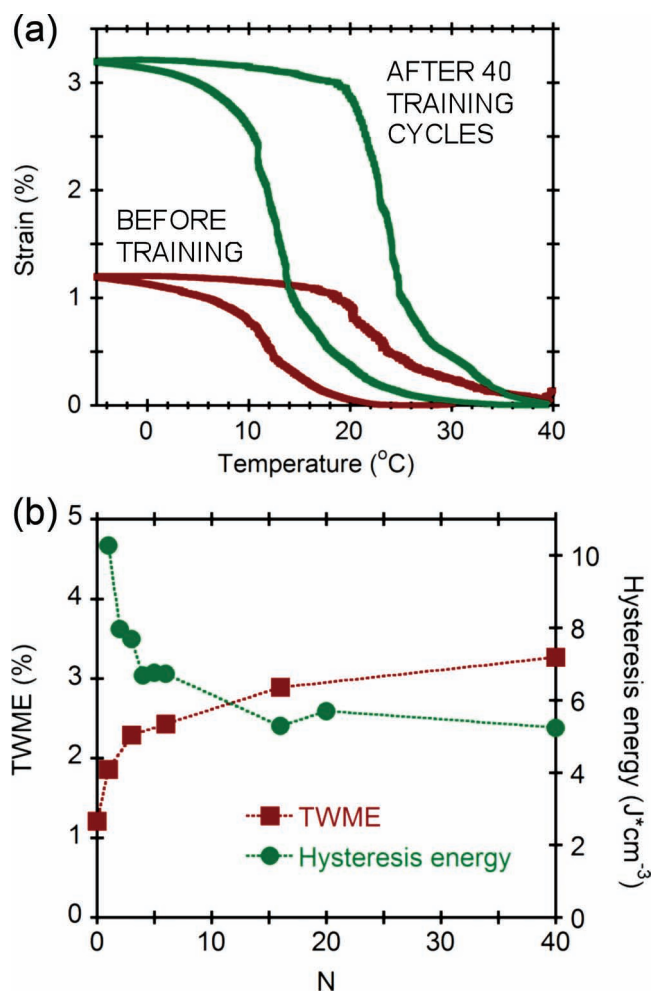 (a)
3
2
1
0
Strain (%)
AFTER 40
TRAINING
CYCLES
BEFORE
TRAINING
0 10 20 30 40
Temperature (°C)
(b)
5
4
3
2
1
0
TWME (%)
10
8
6
4
2
0
Hysteresis energy (J*cm-3)
TWME
Hysteresis energy
0 10 20 30 40
N